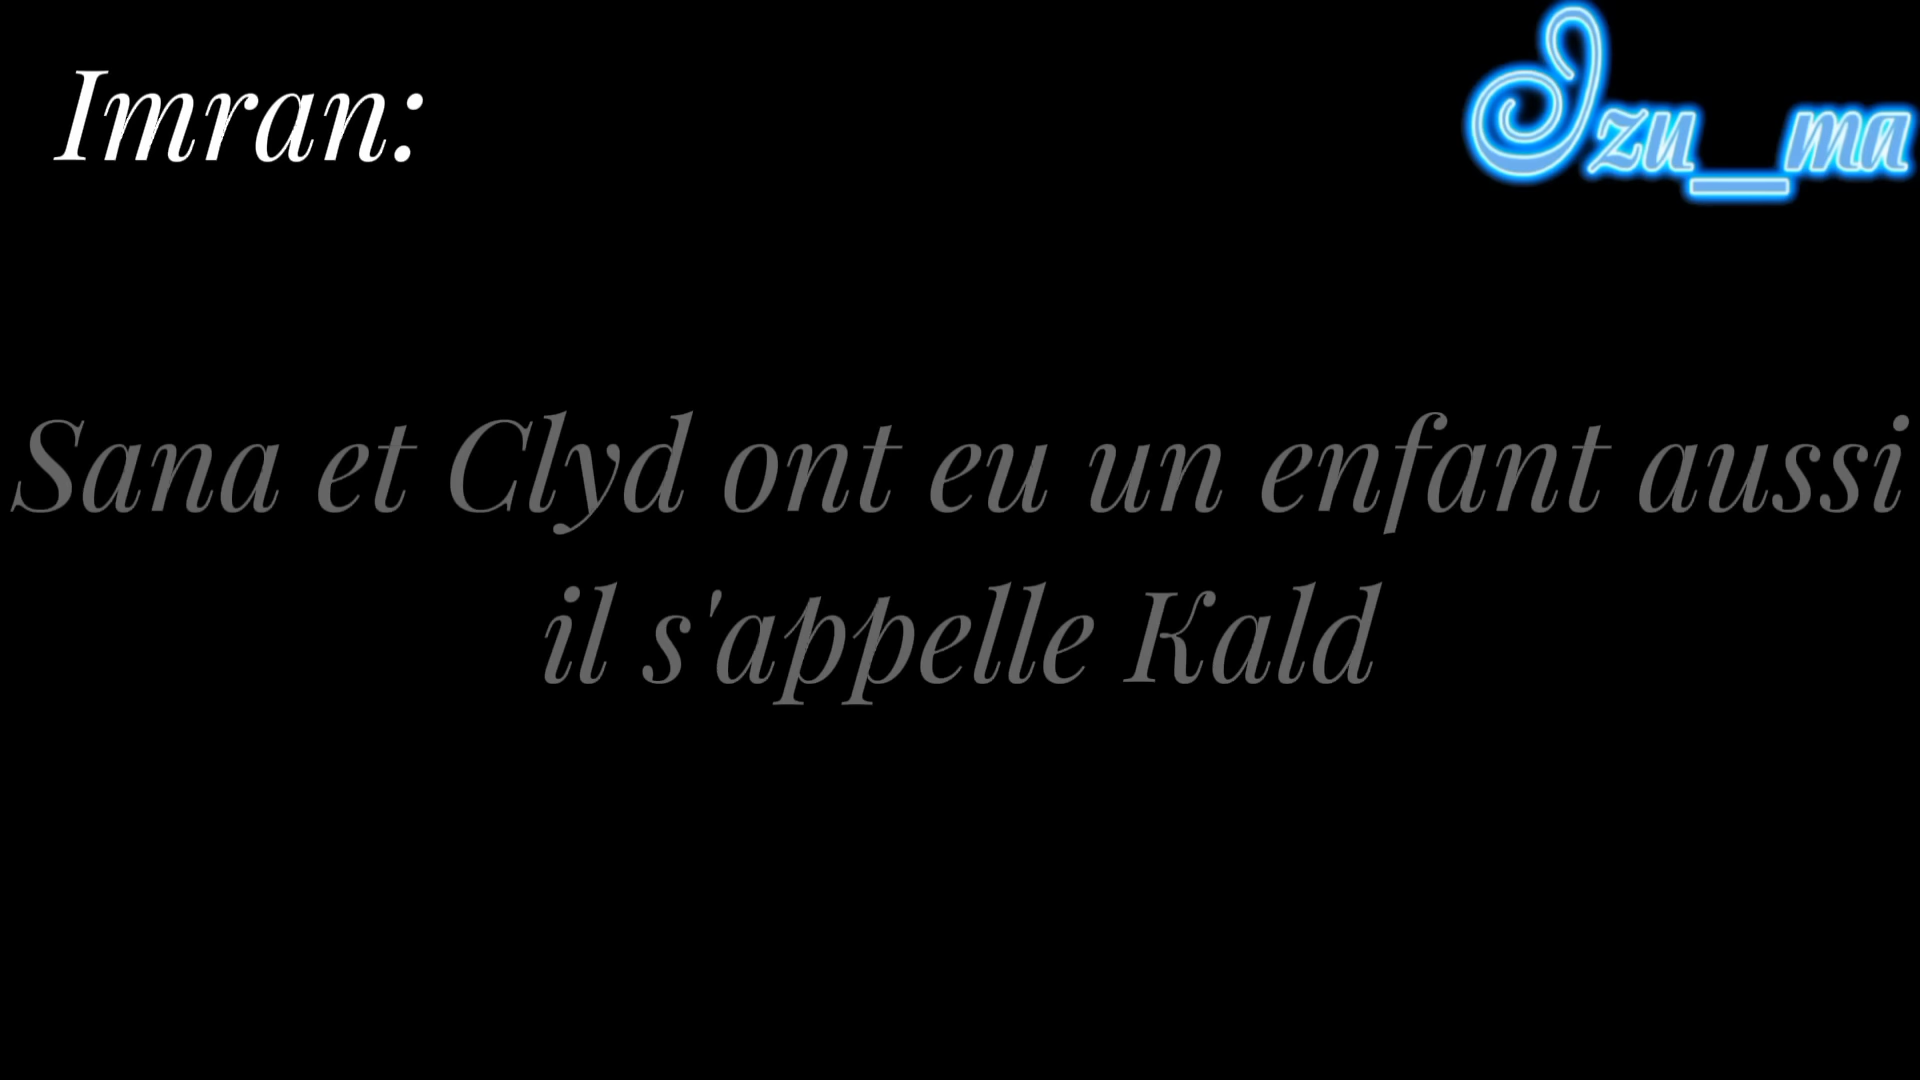 Imran:
Izu_ma
Sana et Clyd ont eu un enfant aussi
il s'appelle Kald